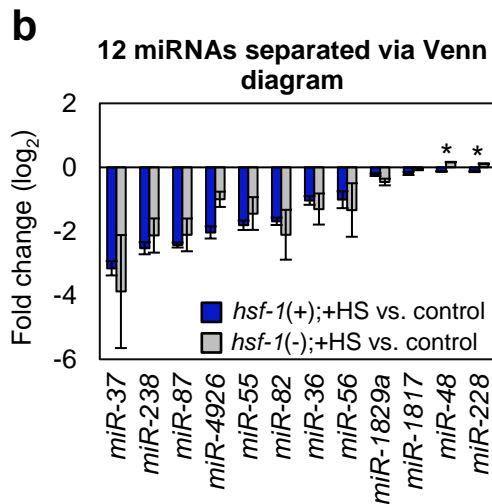 b
12 miRNAs separated via Venn
diagram
Fold change (log2)
2
0
-2
-4
-6
* *
hsf-1(+);+HS vs. control
hsf-1(-);+HS vs. control
miR-37
miR-238
miR-87
miR-4926
miR-55
miR-82
miR-36
miR-56
miR-1829a
miR-1817
miR-48
miR-228